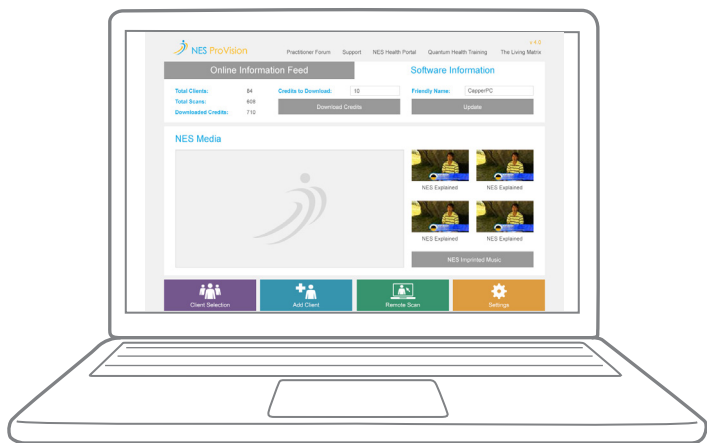 NES ProVision
v 4.0
Practitioner Forum Support NES Health Portal Quantum Health Training The Living Matrix
Online Information Feed
Software Information
Total Clients: 84 Credits to Download: 10 Friendly Name: CapperPC
Total Scans: 608 Download Credits Update
Downloaded Credits: 710
NES Media
NES Explained NES Explained
NES Explained NES Explained
NES Imprinted Music
Client Selection Add Client Remote Scan Settings